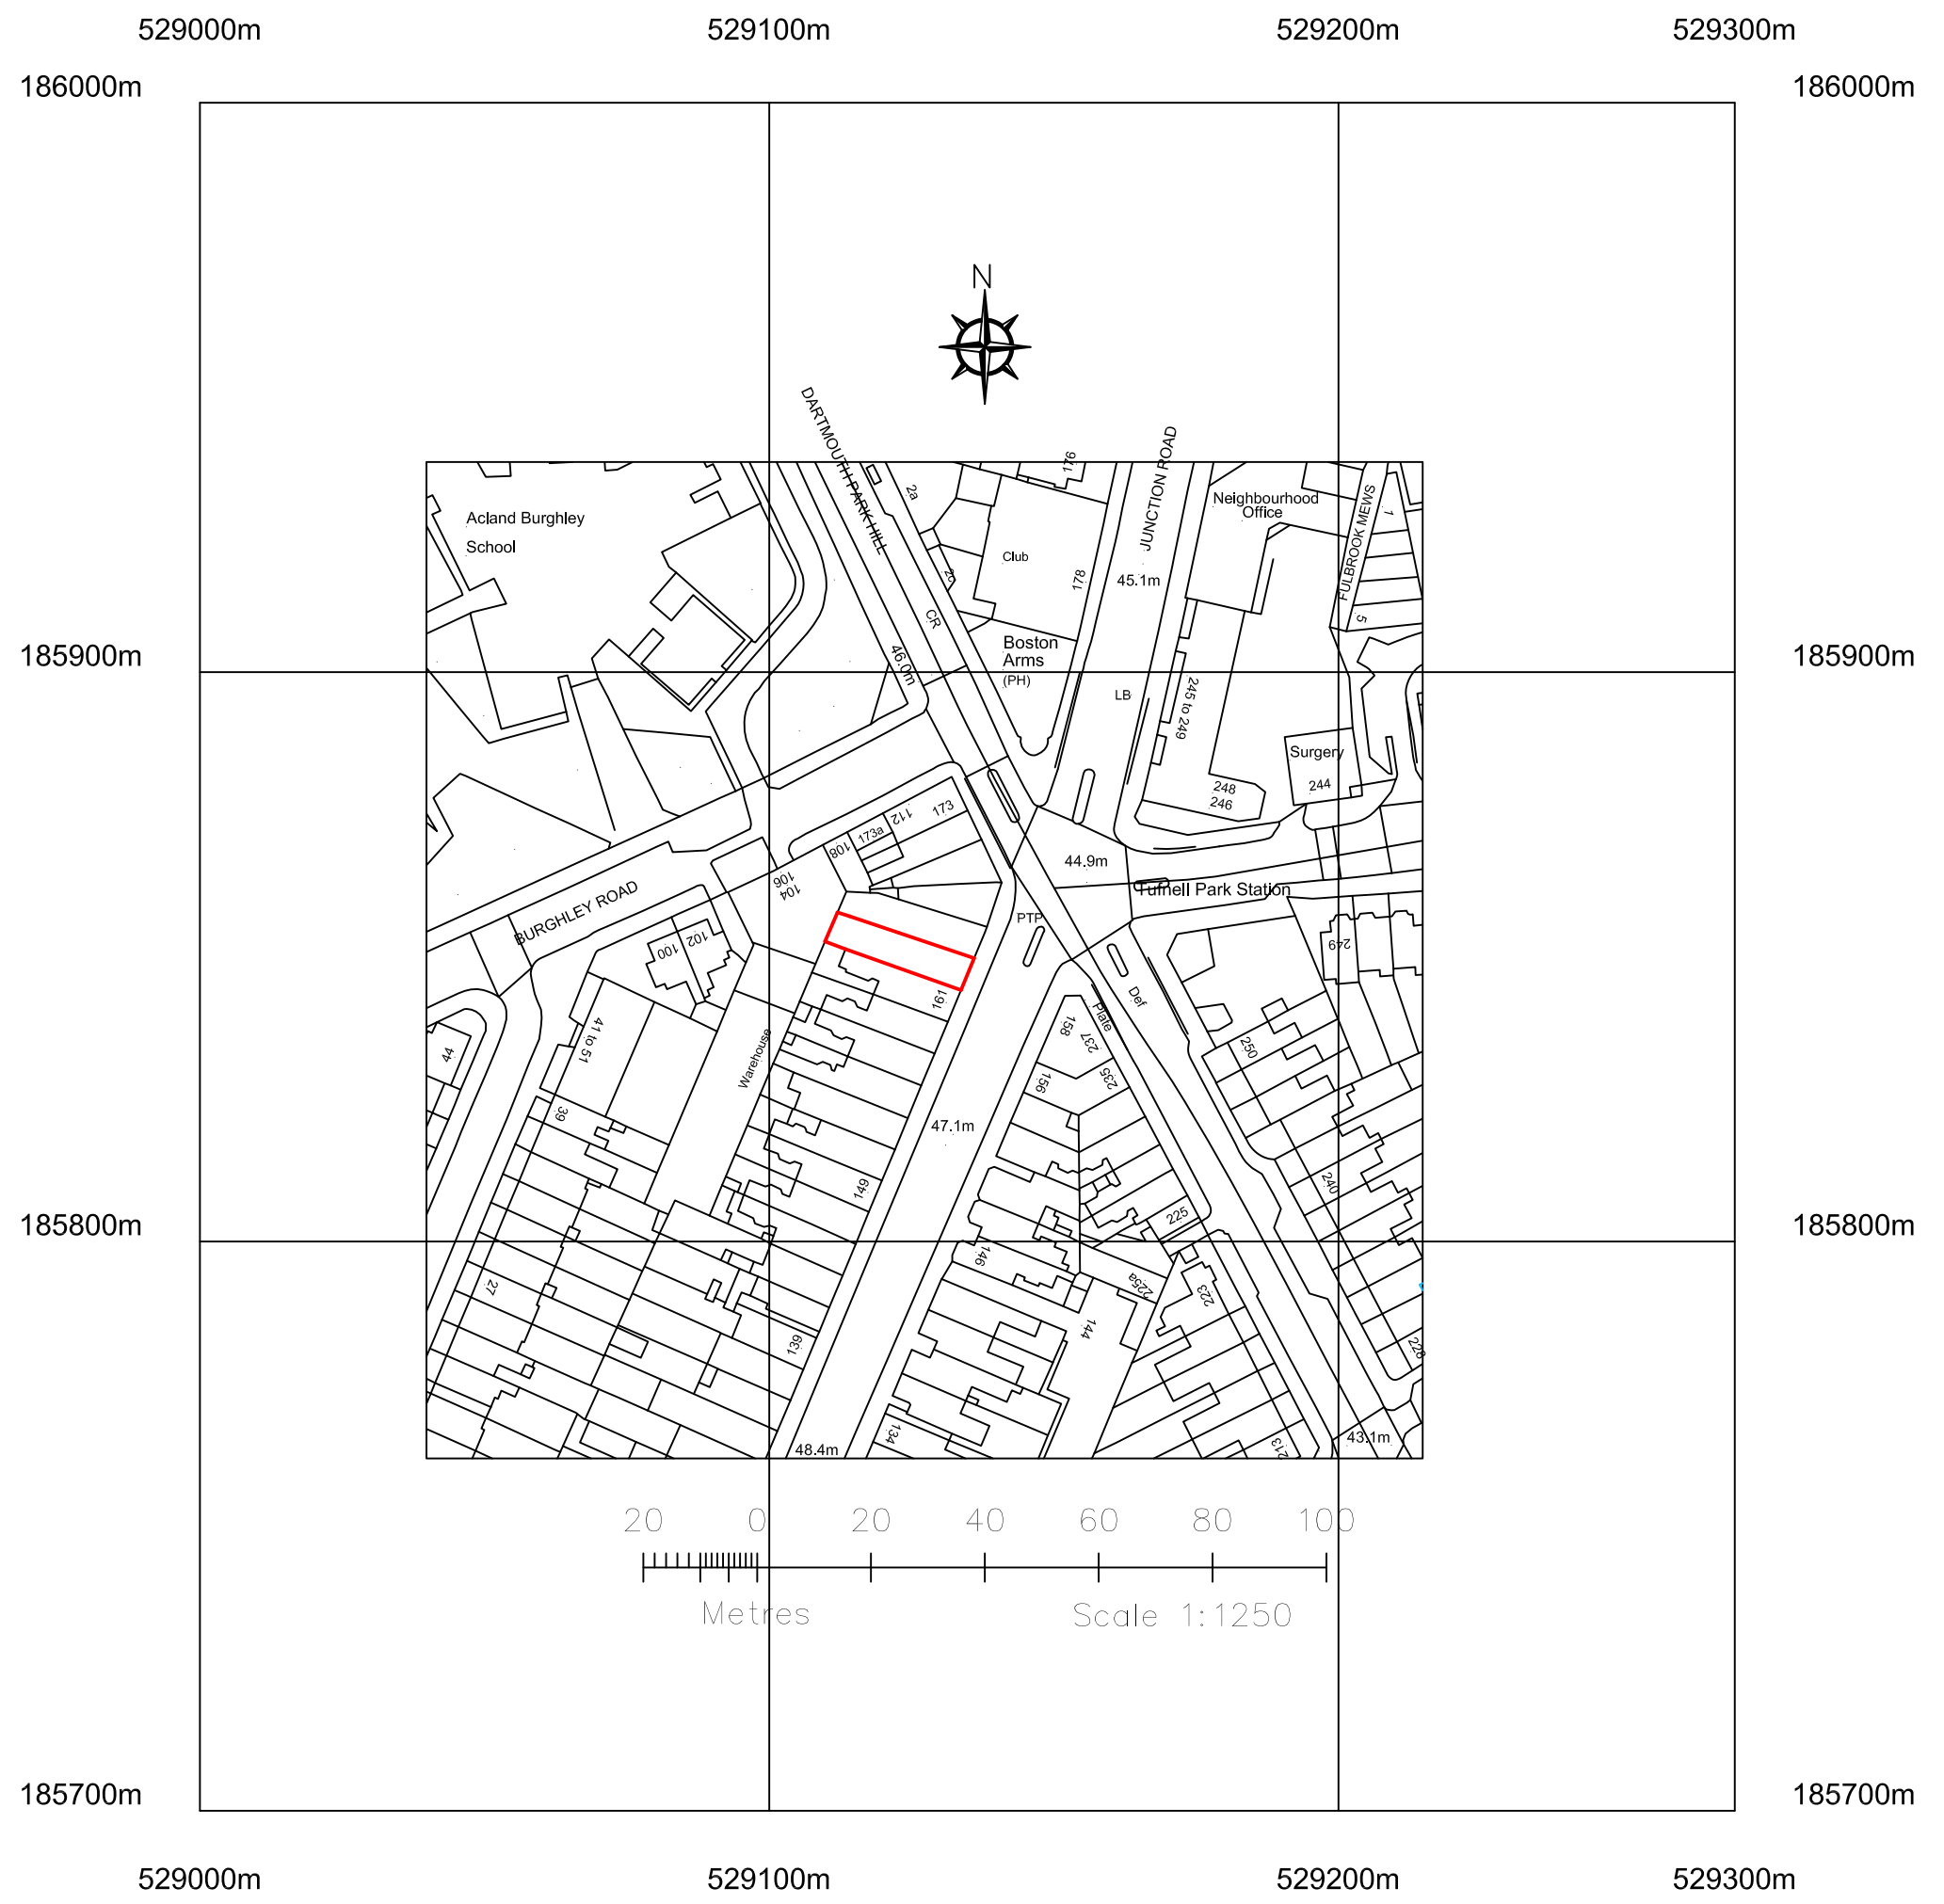 529000m 529100m 529200m 529300m
186000m 186000m
N
DARTMOUTH PARK HILL
JUNCTION ROAD
176
2a
Neighbourhood
Office
FULBROOK MEWS
1
Acland Burghley
School
Club
2c
178
45.1m
5
CR
Boston
Arms
(PH)
185900m 185900m
46.0m
LB
245 to 249
Surgery
244
248
246
173
112
173a
108
106
104
44.9m
Tufnell Park Station
BURGHLEY ROAD
PTP
102
100
249
161
Def
Plate
158
237
250
41 to 51
44
Warehouse
156
235
39
47.1m
149
240
225
185800m 185800m
146
225a
223
27
144
139
228
134
213
48.4m
43.1m
20 0 20 40 60 80 100
Metres
Scale 1:1250
185700m 185700m
529000m 529100m 529200m 529300m